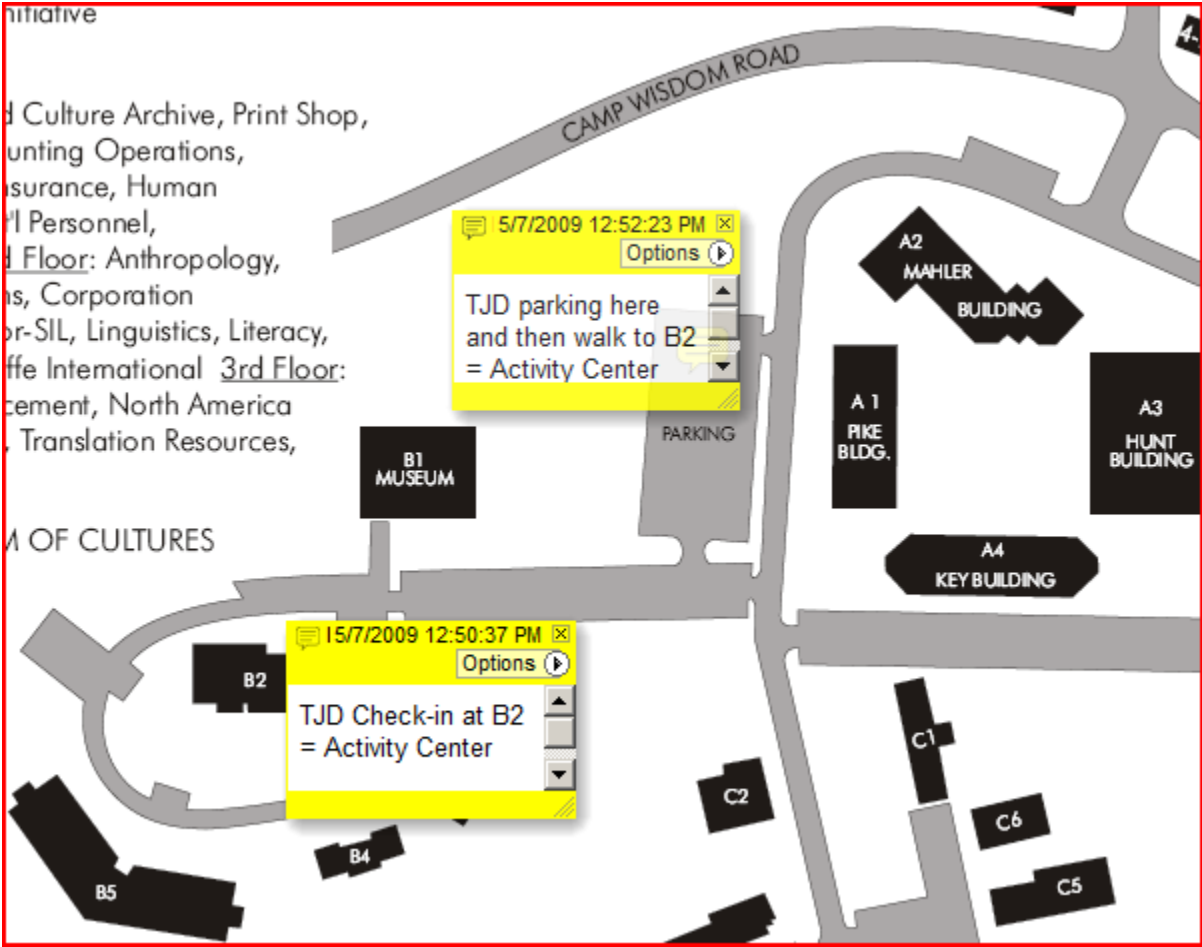 nitiative
d Culture Archive, Print Shop,
unting Operations,
nsurance, Human
t'l Personnel,
d Floor: Anthropology,
ns, Corporation
or-SIL, Linguistics, Literacy,
ffe International 3rd Floor:
cement, North America
, Translation Resources,
M OF CULTURES
CAMP WISDOM ROAD
4-
5/7/2009 12:52:23 PM
Options
TJD parking here
and then walk to B2
= Activity Center
PARKING
A2
MAHLER
BUILDING
A 1
PIKE
BLDG.
A3
HUNT
BUILDING
A4
KEY BUILDING
B1
MUSEUM
B2
5/7/2009 12:50:37 PM
Options
TJD Check-in at B2
= Activity Center
C1
C2
C6
C5
B4
B5